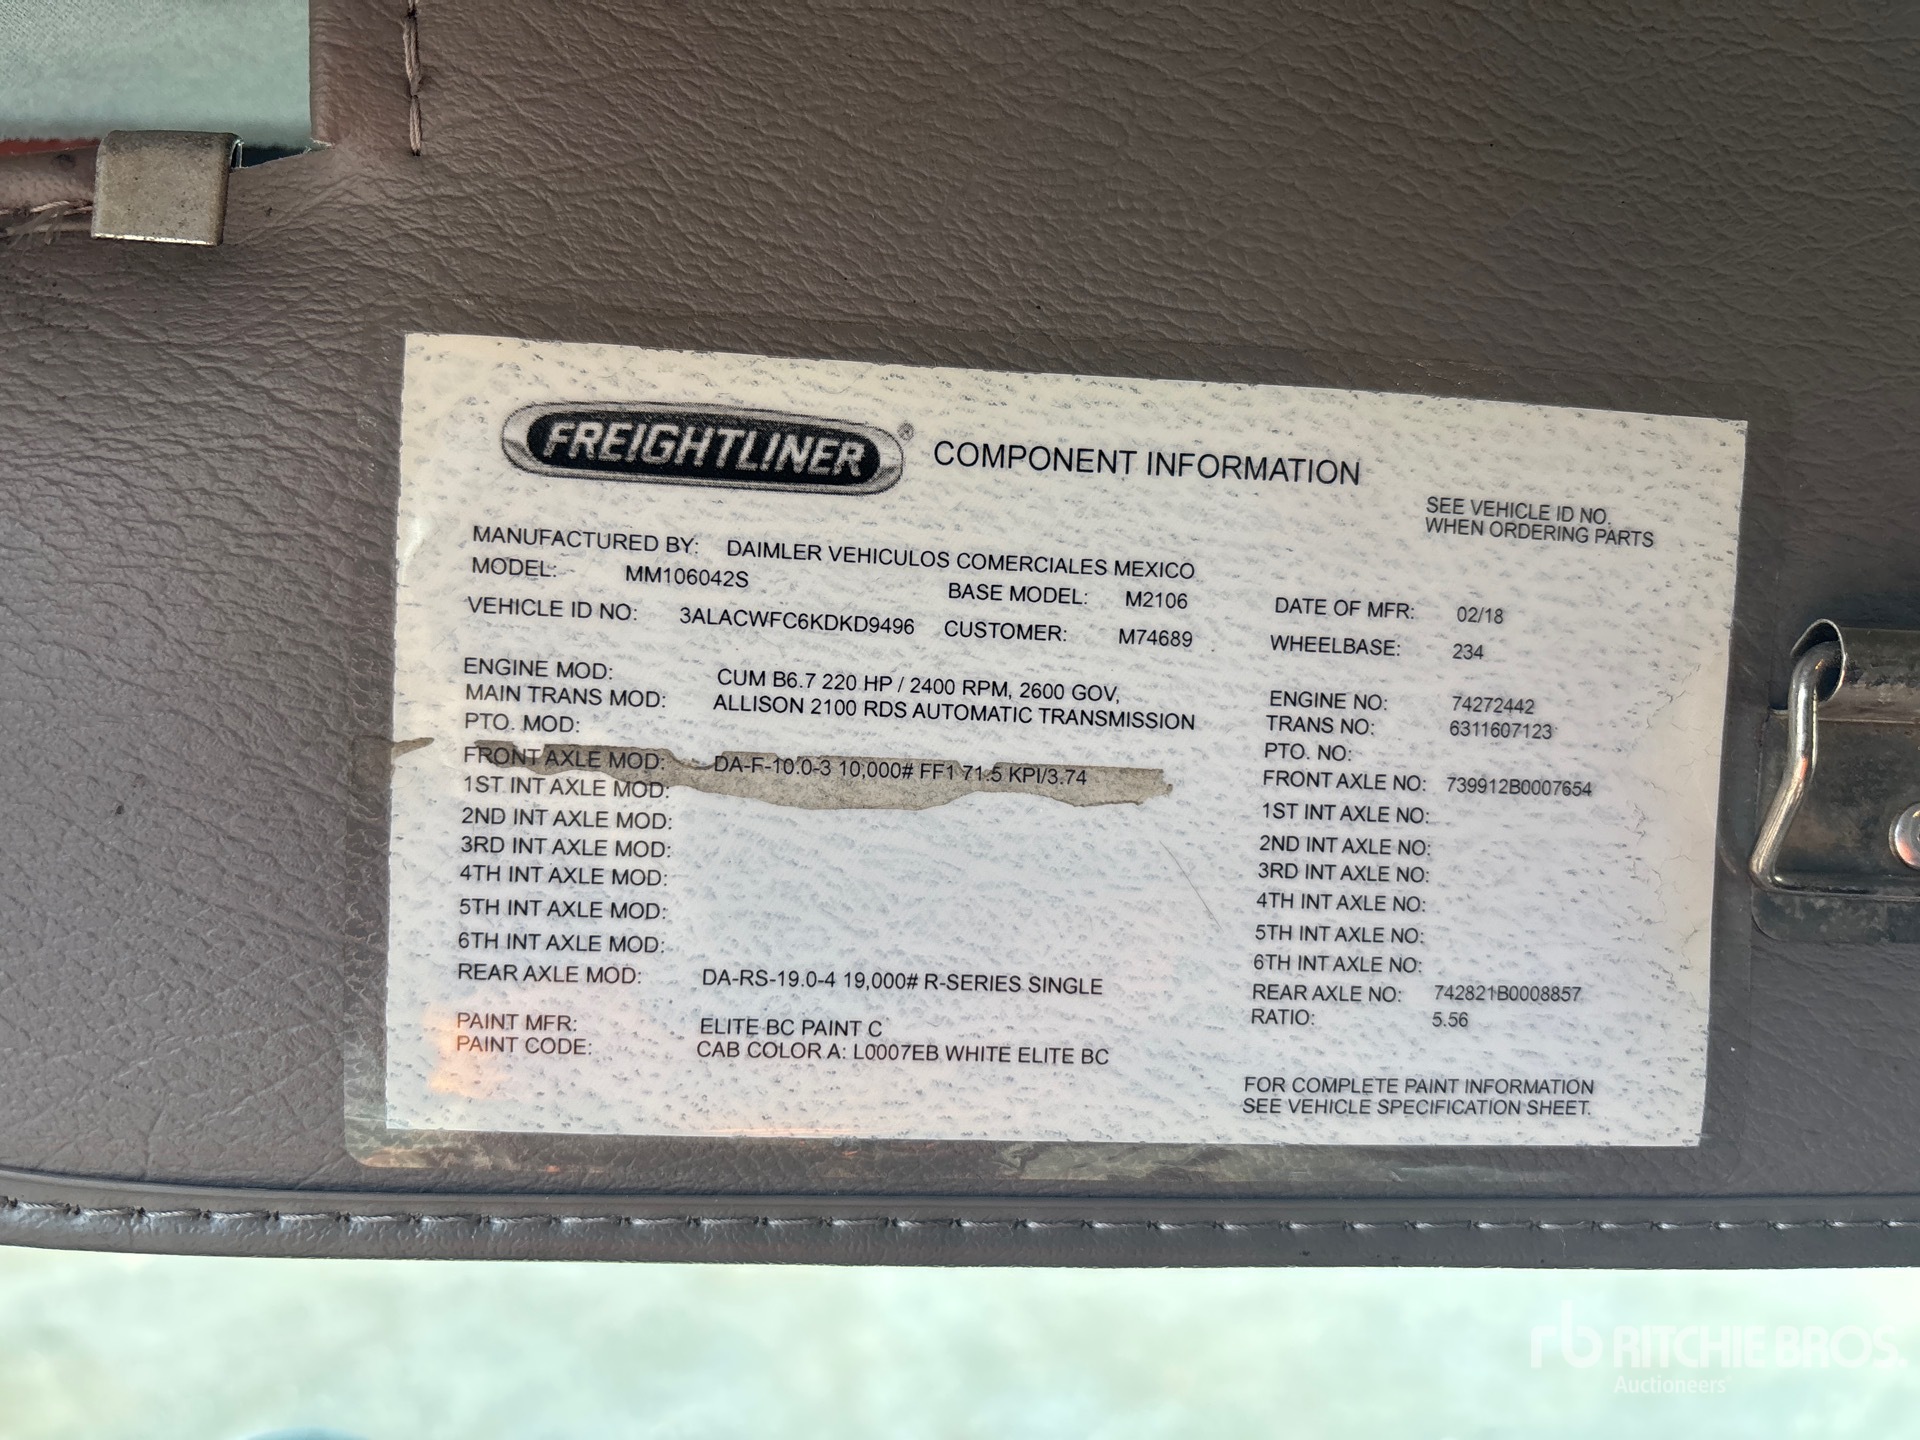 FREIGHTLINER® COMPONENT INFORMATION
SEE VEHICLE ID NO.
WHEN ORDERING PARTS
MANUFACTURED BY: DAIMLER VEHICULOS COMERCIALES MEXICO
MODEL: MM106042S BASE MODEL: M2106 DATE OF MFR: 02/18
VEHICLE ID NO: 3ALACWFC6KDKD9496 CUSTOMER: M74689 WHEELBASE: 234
ENGINE MOD: CUM B6.7 220 HP / 2400 RPM, 2600 GOV, ENGINE NO: 74272442
MAIN TRANS MOD: ALLISON 2100 RDS AUTOMATIC TRANSMISSION TRANS NO: 6311607123
PTO. MOD: PTO. NO:
FRONT AXLE MOD: DA-F-10.0-3 10,000# FF1 71.5 KPI/3.74 FRONT AXLE NO: 739912B0007654
1ST INT AXLE MOD: 1ST INT AXLE NO:
2ND INT AXLE MOD: 2ND INT AXLE NO:
3RD INT AXLE MOD: 3RD INT AXLE NO:
4TH INT AXLE MOD: 4TH INT AXLE NO:
5TH INT AXLE MOD: 5TH INT AXLE NO:
6TH INT AXLE MOD: 6TH INT AXLE NO:
REAR AXLE MOD: DA-RS-19.0-4 19,000# R-SERIES SINGLE REAR AXLE NO: 742821B0008857
RATIO: 5.56
PAINT MFR: ELITE BC PAINT C
PAINT CODE: CAB COLOR A: L0007EB WHITE ELITE BC
FOR COMPLETE PAINT INFORMATION
SEE VEHICLE SPECIFICATION SHEET.
rb RITCHIE BROS.
Auctioneers